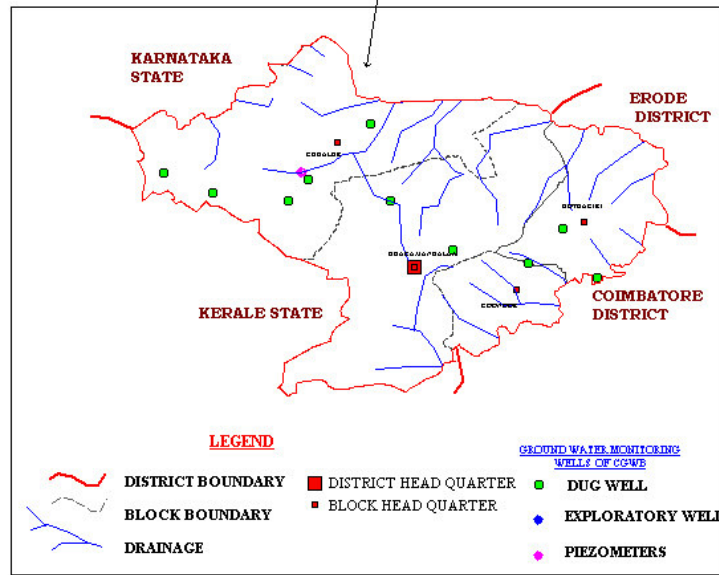 KARNATAKA
STATE
ERODE
DISTRICT
KERALE STATE
COIMBATORE
DISTRICT
LEGEND
DISTRICT BOUNDARY
BLOCK BOUNDARY
DRAINAGE
DISTRICT HEAD QUARTER
BLOCK HEAD QUARTER
GROUND WATER MONITORING
WELLS OF CGWB
DUG WELL
EXPLORATORY WELL
PIEZOMETERS